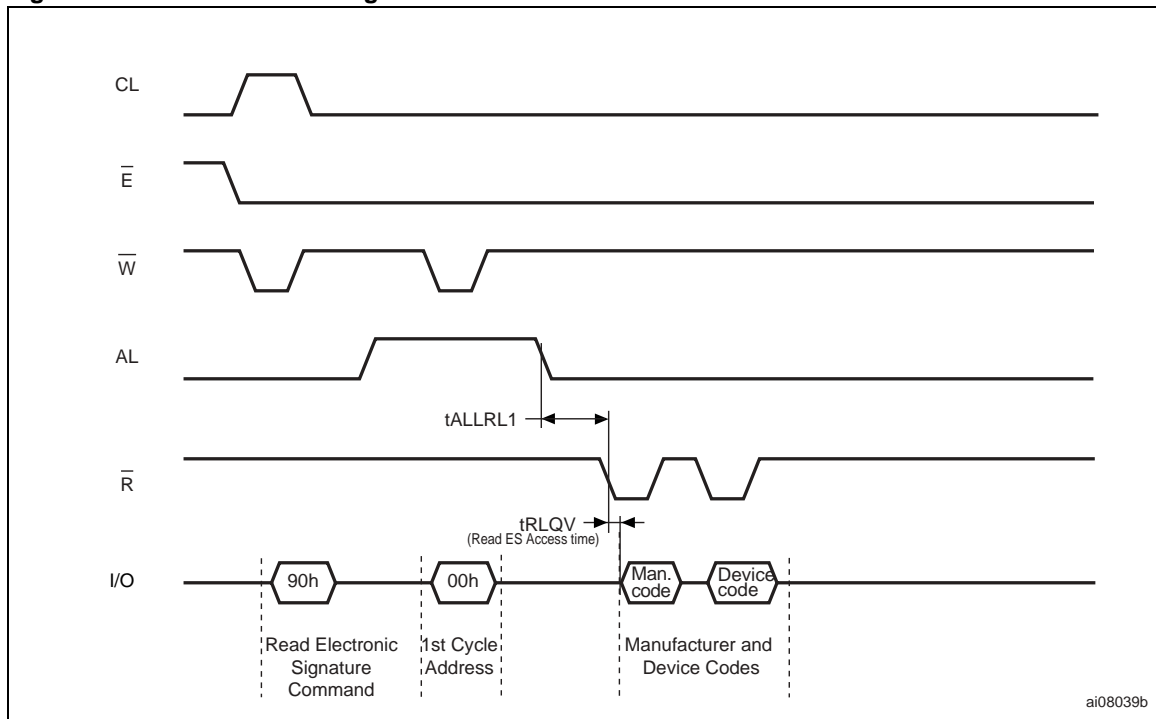 CL
E
W
AL
tALLRL1
R
tRLQV
(Read ES Access time)
I/O
90h
00h
Man.
code
Device
code
Read Electronic
Signature
Command
1st Cycle
Address
Manufacturer and
Device Codes
ai08039b